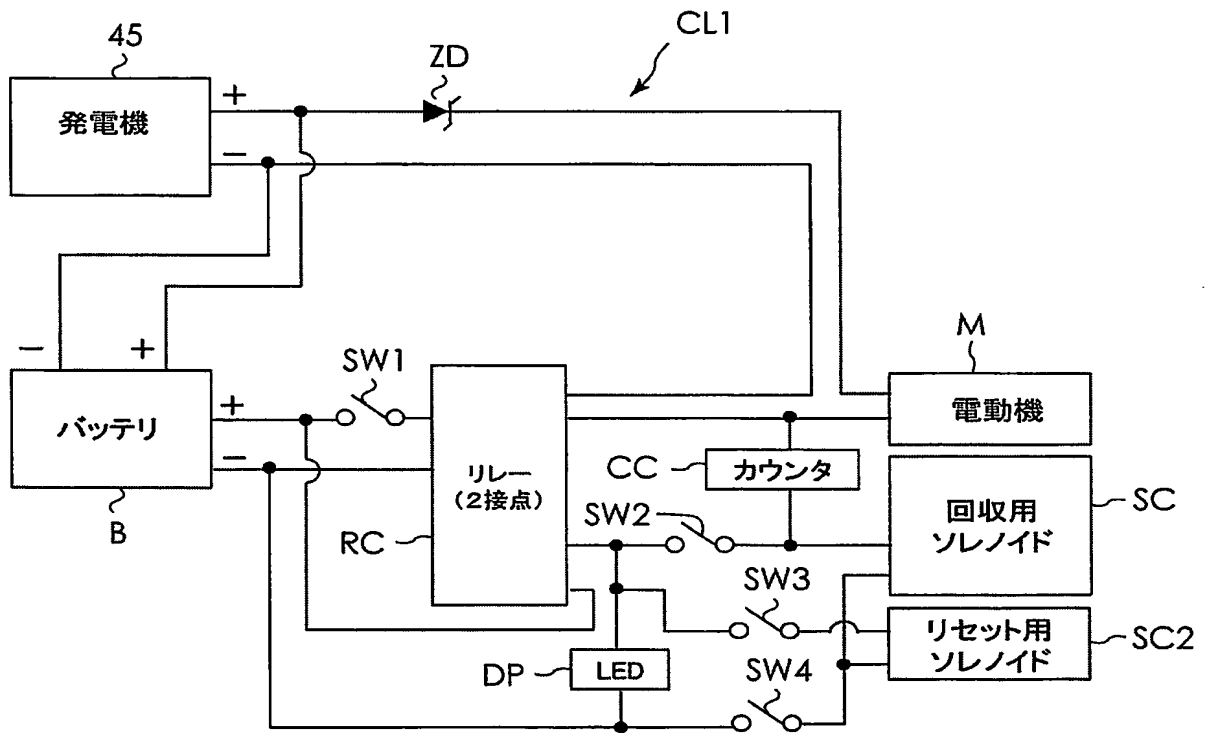 45
発電機
+
−
ZD
CL1
−
+
バッテリ
+
−
B
SW1
リレー
(2接点)
RC
M
電動機
CC
カウンタ
SW2
回収用
ソレノイド
SC
SW3
リセット用
ソレノイド
SC2
DP
LED
SW4